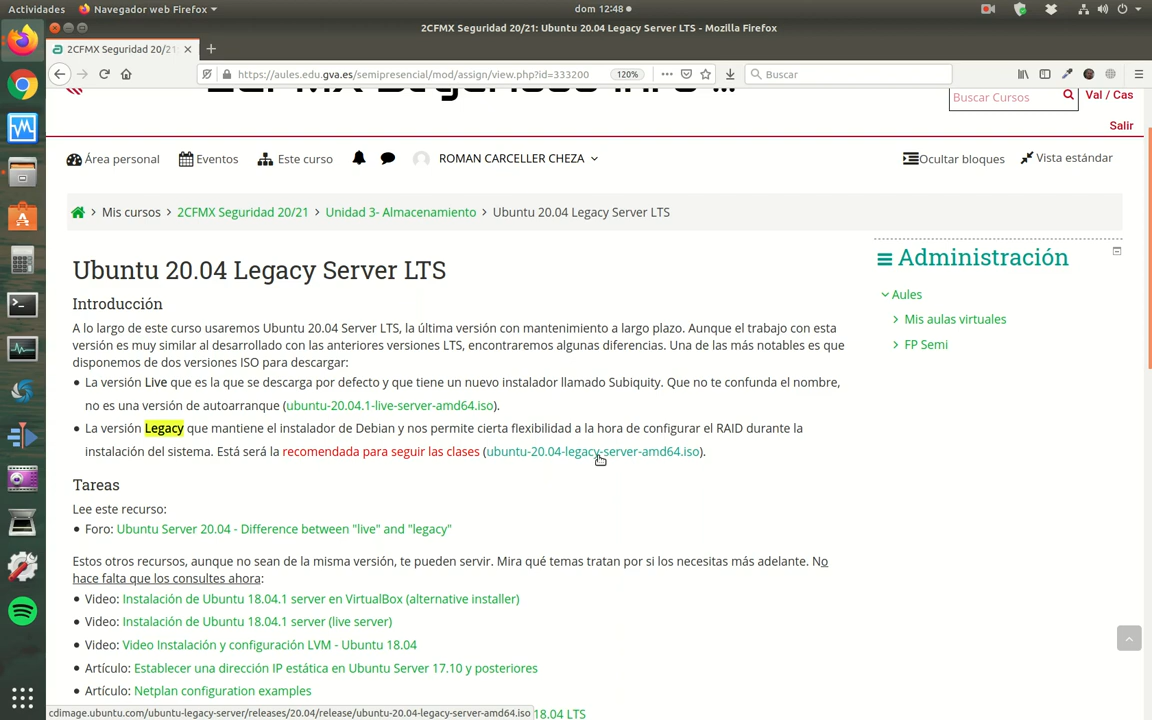 Actividades
Navegador web Firefox
dom 12:48
2CFMX Seguridad 20/21: Ubuntu 20.04 Legacy Server LTS - Mozilla Firefox
2CFMX Seguridad 20/21
https://aules.edu.gva.es/semipresencial/mod/assign/view.php?id=333200
120%
Buscar
Buscar Cursos
Val / Cas
Salir
Área personal
Eventos
Este curso
ROMAN CARCELLER CHEZA
Ocultar bloques
Vista estándar
Mis cursos
2CFMX Seguridad 20/21
Unidad 3- Almacenamiento
Ubuntu 20.04 Legacy Server LTS
Ubuntu 20.04 Legacy Server LTS
Introducción
A lo largo de este curso usaremos Ubuntu 20.04 Server LTS, la última versión con mantenimiento a largo plazo. Aunque el trabajo con esta
versión es muy similar al desarrollado con las anteriores versiones LTS, encontraremos algunas diferencias. Una de las más notables es que
disponemos de dos versiones ISO para descargar:
La versión Live que es la que se descarga por defecto y que tiene un nuevo instalador llamado Subiquity. Que no te confunda el nombre,
no es una versión de autoarranque (ubuntu-20.04.1-live-server-amd64.iso).
La versión Legacy que mantiene el instalador de Debian y nos permite cierta flexibilidad a la hora de configurar el RAID durante la
instalación del sistema. Está será la recomendada para seguir las clases (ubuntu-20.04-legacy-server-amd64.iso).
Tareas
Lee este recurso:
Foro: Ubuntu Server 20.04 - Difference between "live" and "legacy"
Estos otros recursos, aunque no sean de la misma versión, te pueden servir. Mira qué temas tratan por si los necesitas más adelante. No
hace falta que los consultes ahora:
Video: Instalación de Ubuntu 18.04.1 server en VirtualBox (alternative installer)
Video: Instalación de Ubuntu 18.04.1 server (live server)
Video: Video Instalación y configuración LVM - Ubuntu 18.04
Artículo: Establecer una dirección IP estática en Ubuntu Server 17.10 y posteriores
Artículo: Netplan configuration examples
18.04 LTS
cdimage.ubuntu.com/ubuntu-legacy-server/releases/20.04/release/ubuntu-20.04-legacy-server-amd64.iso
Administración
Aules
Mis aulas virtuales
FP Semi